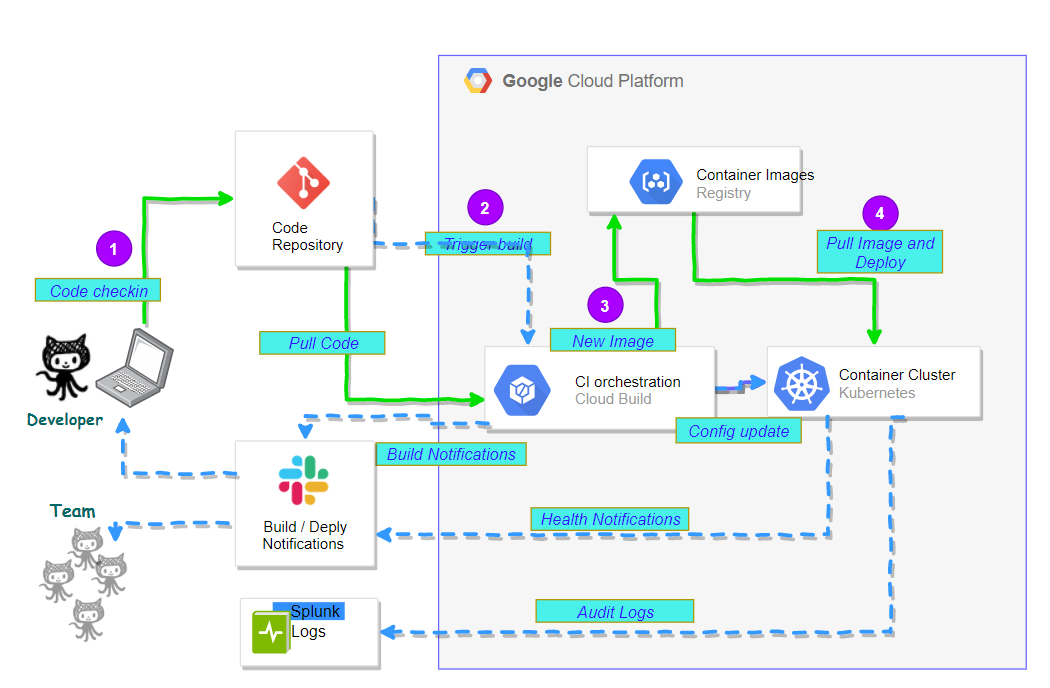 Google Cloud Platform
Container Images
Registry
1
2
3
4
Code
Repository
Trigger build
Pull Image and
Deploy
Code checkin
Pull Code
New Image
CI orchestration
Cloud Build
Container Cluster
Kubernetes
Developer
Config update
Build Notifications
Team
Build / Deply
Notifications
Health Notifications
Splunk
Logs
Audit Logs